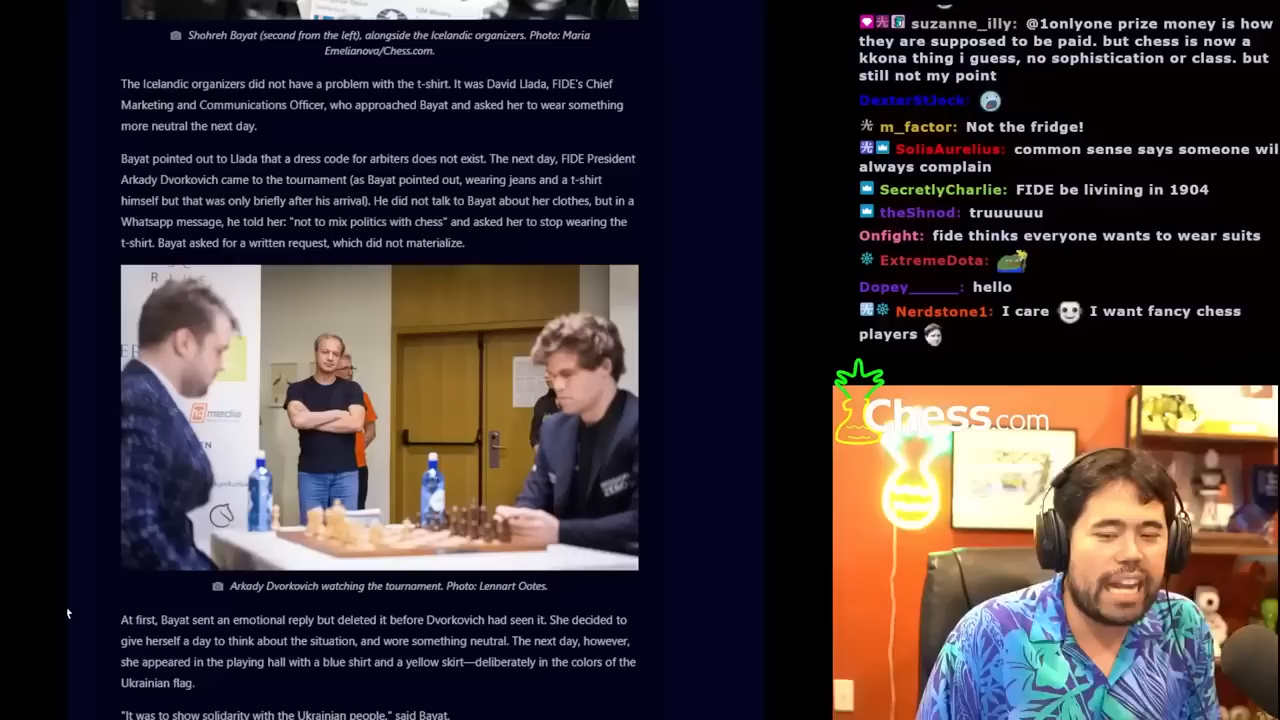 Shohreh Bayat (second from the left), alongside the Icelandic organizers. Photo: Maria
Emelianova/Chess.com.
The Icelandic organizers did not have a problem with the t-shirt. It was David Llada, FIDE's Chief
Marketing and Communications Officer, who approached Bayat and asked her to wear something
more neutral the next day.
Bayat pointed out to Llada that a dress code for arbiters does not exist. The next day, FIDE President
Arkady Dvorkovich came to the tournament (as Bayat pointed out, wearing jeans and a t-shirt
himself but that was only briefly after his arrival). He did not talk to Bayat about her clothes, but in a
Whatsapp message, he told her: "not to mix politics with chess" and asked her to stop wearing the
t-shirt. Bayat asked for a written request, which did not materialize.
media
Arkady Dvorkovich watching the tournament. Photo: Lennart Ootes.
At first, Bayat sent an emotional reply but deleted it before Dvorkovich had seen it. She decided to
give herself a day to think about the situation, and wore something neutral. The next day, however,
she appeared in the playing hall with a blue shirt and a yellow skirt—deliberately in the colors of the
Ukrainian flag.
"It was to show solidarity with the Ukrainian people," said Bayat.
suzanne_illy: @1onlyone prize money is how
they are supposed to be paid. but chess is now a
kkona thing i guess, no sophistication or class. but
still not my point
DexterStJock:
m_factor: Not the fridge!
SolisAurelius: common sense says someone wil
always complain
SecretlyCharlie: FIDE be living in 1904
theShnod: truuuuuu
Onfight: fide thinks everyone wants to wear suits
ExtremeDota:
Dopey_____: hello
Nerdstone1: I care I want fancy chess
players
Chess.com